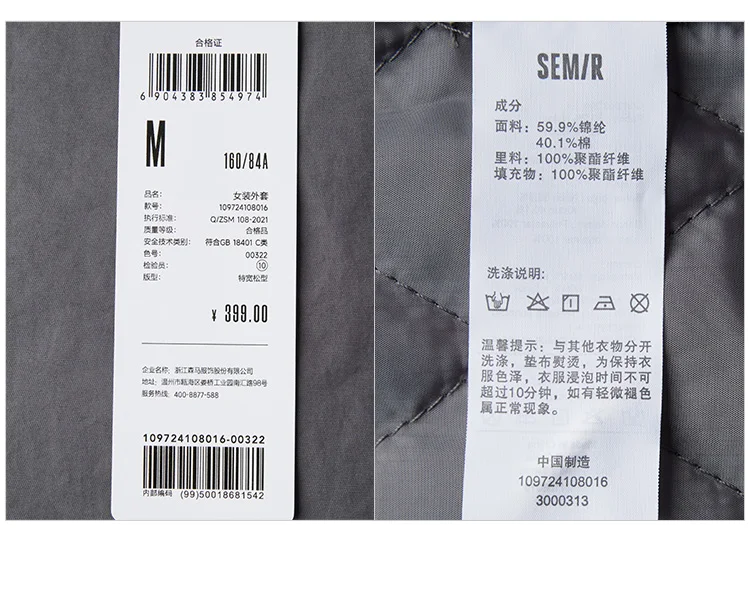 合格证
6 904383 854974
M
160/84A
品名： 女装外套
款号： 109724108016
执行标准： Q/ZSM 108-2021
质量等级： 合格品
安全技术类别： 符合GB 18401 C类
色号： 00322
检验员： 10
版型： 特宽松型
¥ 399.00
企业名称：浙江森马服饰股份有限公司
地址：温州市瓯海区娄桥工业园南汇路98号
服务热线：400-8877-588
109724108016-00322
内部编码 (99)50018681542
SEMIR
成分
面料：59.9%锦纶
40.1%棉
里料：100%聚酯纤维
填充物：100%聚酯纤维
洗涤说明:
温馨提示：与其他衣物分开
洗涤，垫布熨烫，为保持衣
服色泽，衣服浸泡时间不可
超过10分钟，如有轻微褪色
属正常现象。
中国制造
109724108016
3000313